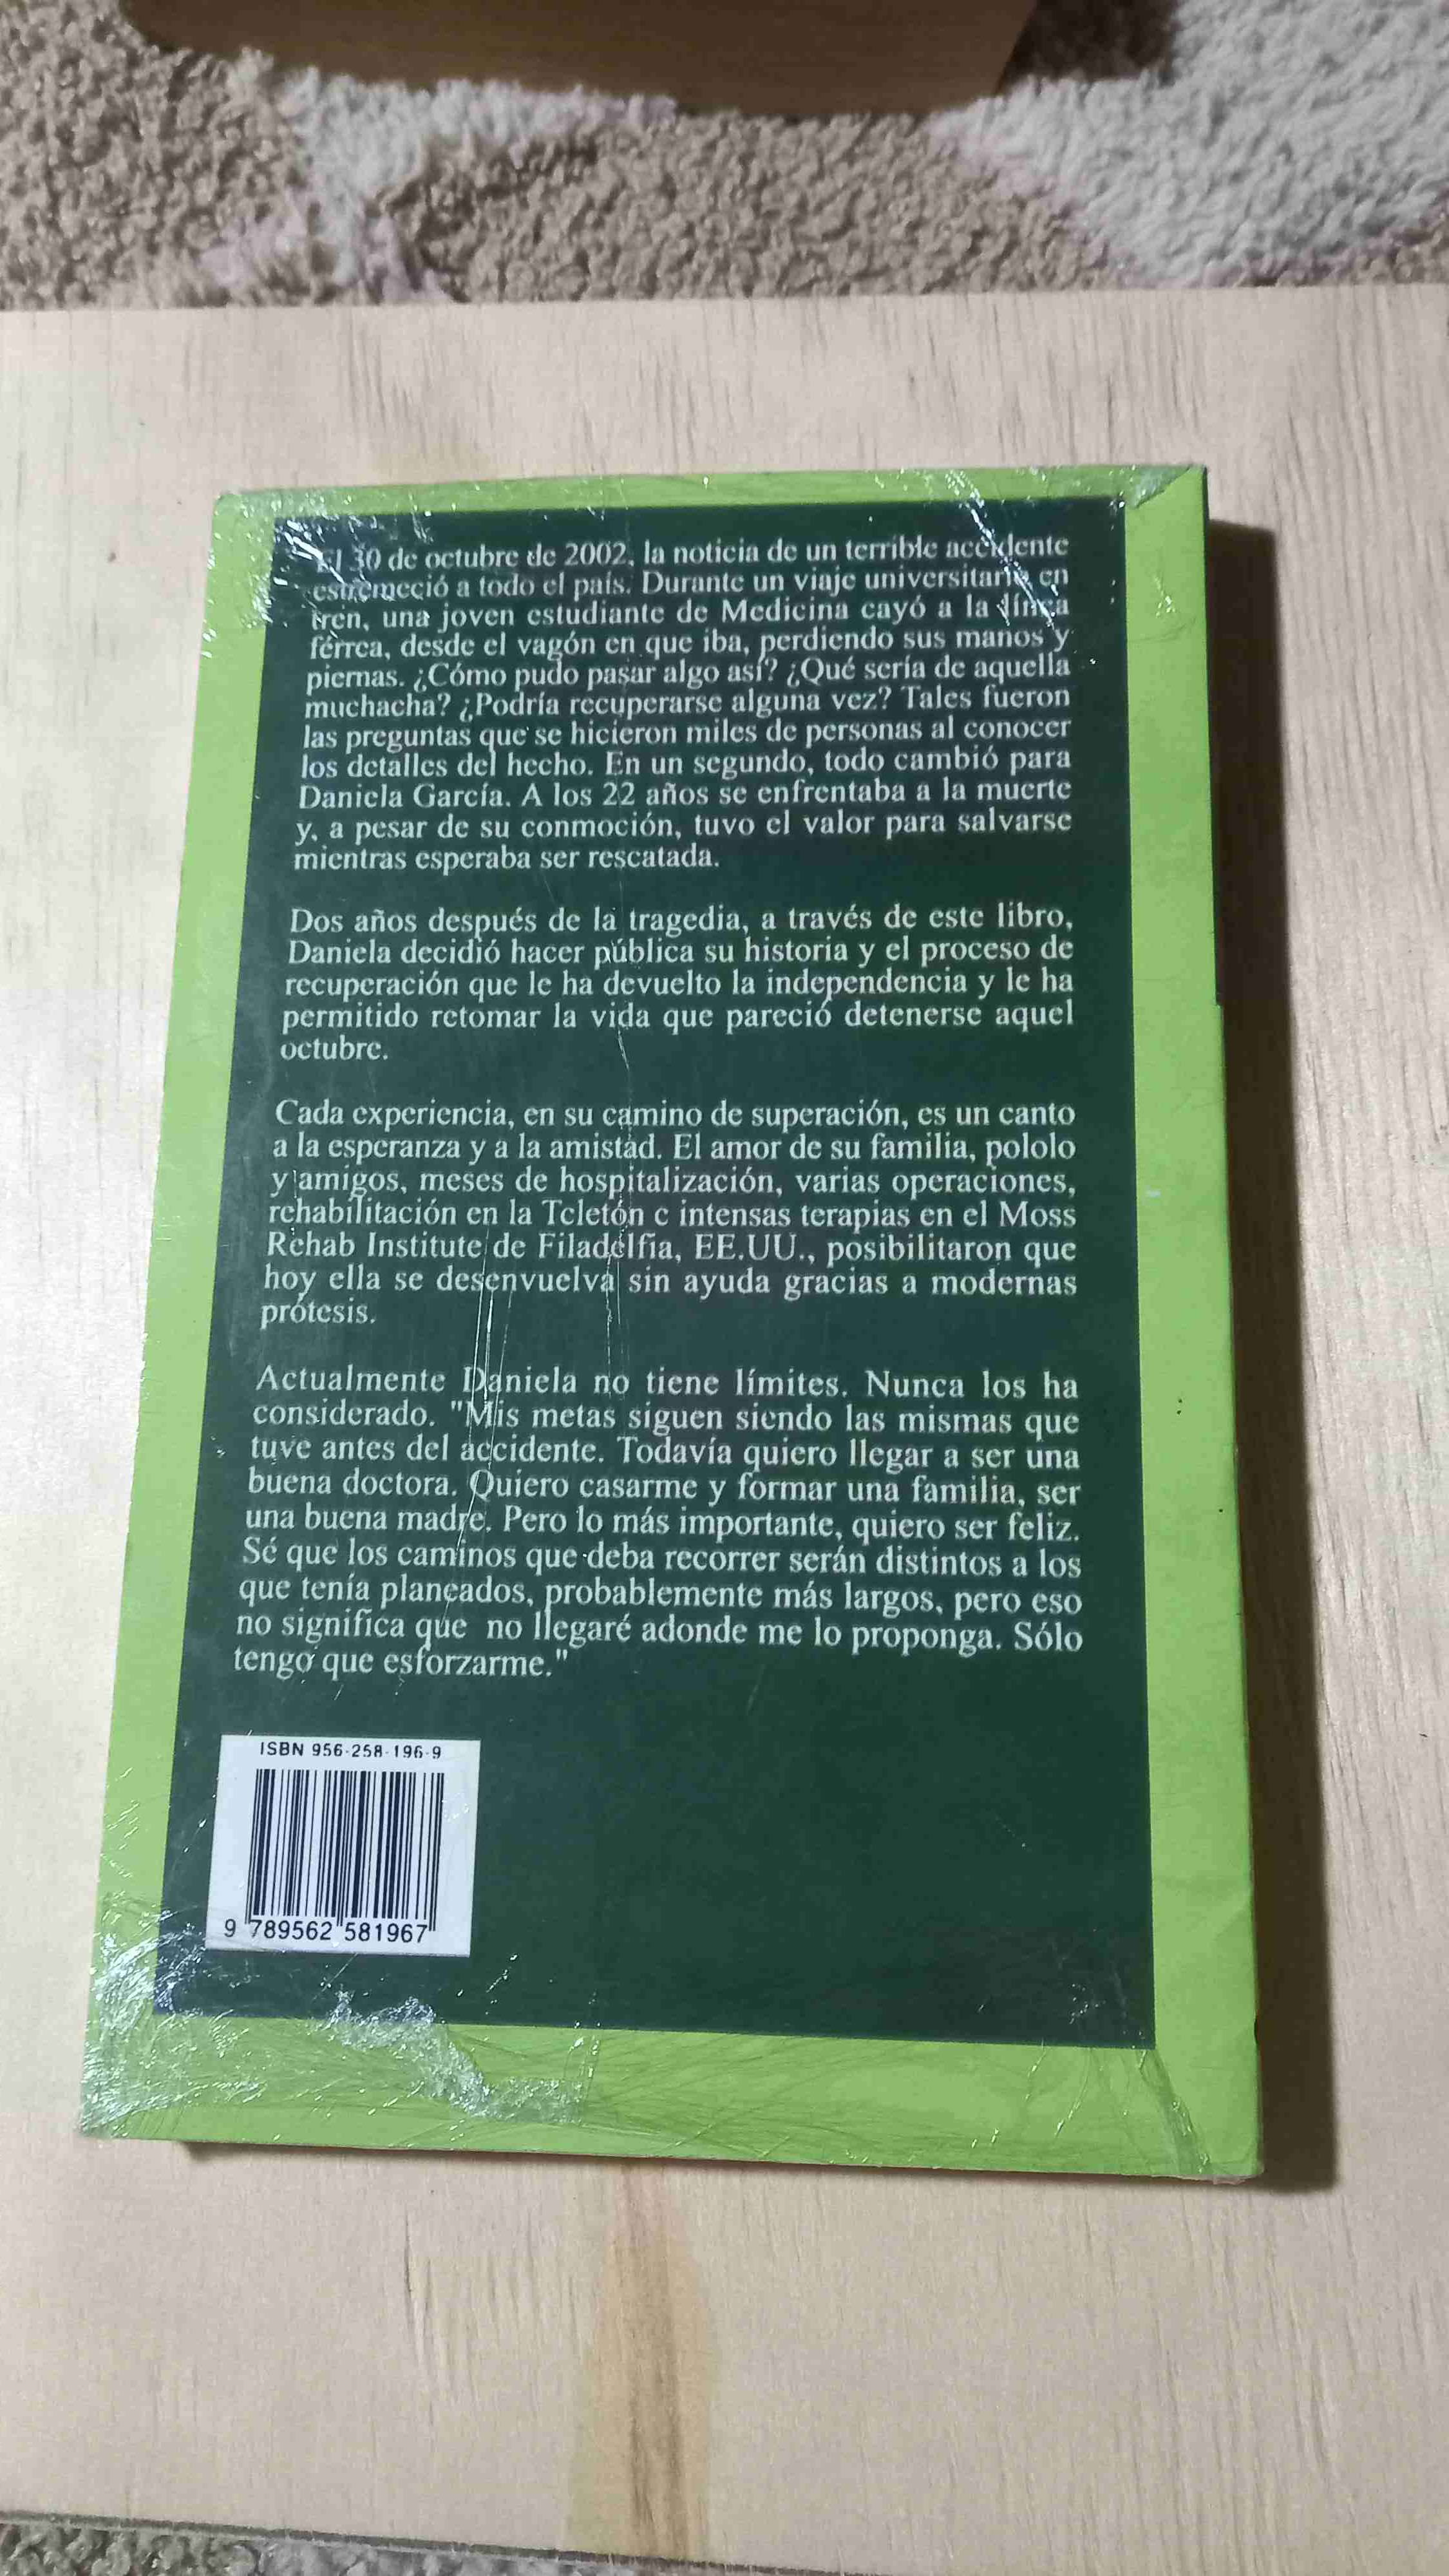 El 30 de octubre de 2002, la noticia de un terrible accidente
estremeció a todo el país. Durante un viaje universitario en
tren, una joven estudiante de Medicina cayó a la línea
férrea, desde el vagón en que iba, perdiendo sus manos y
piernas. ¿Cómo pudo pasar algo así? ¿Qué sería de aquella
muchacha? ¿Podría recuperarse alguna vez? Tales fueron
las preguntas que se hicieron miles de personas al conocer
los detalles del hecho. En un segundo, todo cambió para
Daniela García. A los 22 años se enfrentaba a la muerte
y, a pesar de su conmoción, tuvo el valor para salvarse
mientras esperaba ser rescatada.
Dos años después de la tragedia, a través de este libro,
Daniela decidió hacer pública su historia y el proceso de
recuperación que le ha devuelto la independencia y le ha
permitido retomar la vida que pareció detenerse aquel
octubre.
Cada experiencia, en su camino de superación, es un canto
a la esperanza y a la amistad. El amor de su familia, pololo
y amigos, meses de hospitalización, varias operaciones,
rehabilitación en la Teletón e intensas terapias en el Moss
Rehab Institute de Filadelfia, EE.UU., posibilitaron que
hoy ella se desenvuelva sin ayuda gracias a modernas
prótesis.
Actualmente Daniela no tiene límites. Nunca los ha
considerado. "Mis metas siguen siendo las mismas que
tuve antes del accidente. Todavía quiero llegar a ser una
buena doctora. Quiero casarme y formar una familia, ser
una buena madre. Pero lo más importante, quiero ser feliz.
Sé que los caminos que deba recorrer serán distintos a los
que tenía planeados, probablemente más largos, pero eso
no significa que no llegaré adonde me lo proponga. Sólo
tengo que esforzarme."
ISBN 956-258-196-9
9 789562 581967